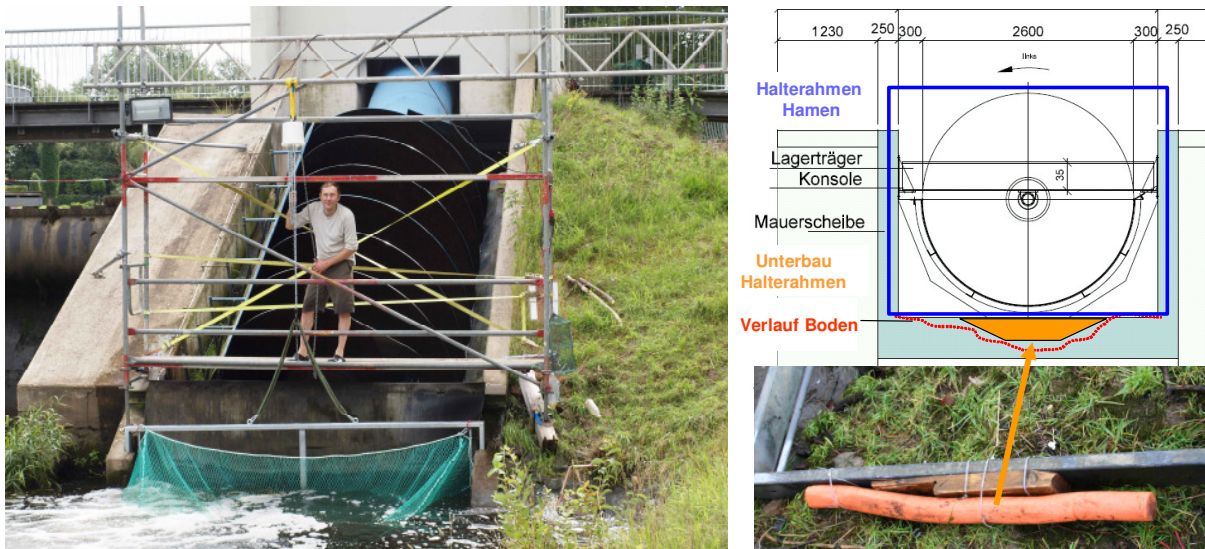 1230
250
300
2600
300
250
links
Halterahmen
Hamen
Lagerträger
Konsole
35
Mauerscheibe
Unterbau
Halterahmen
Verlauf Boden